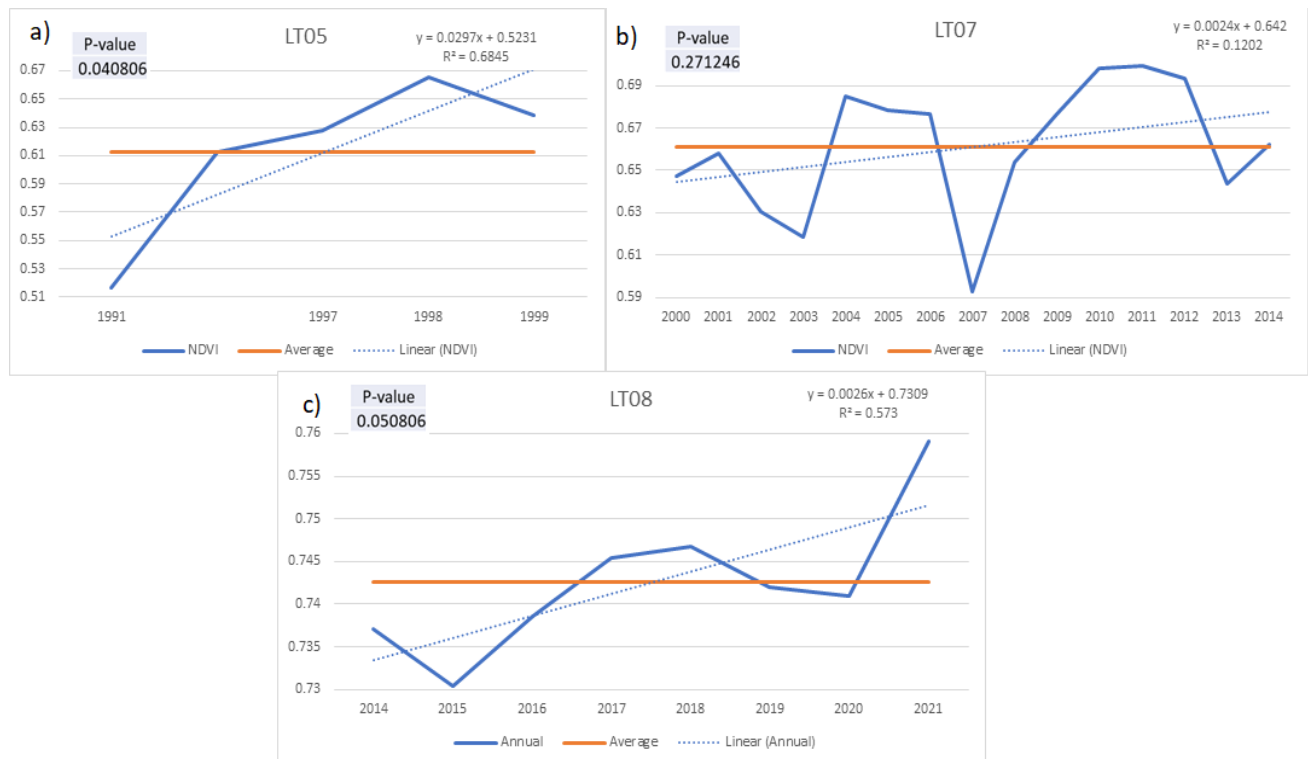 a)
P-value
0.040806
LT05
y = 0.0297x + 0.5231
R² = 0.6845
0.67
0.65
0.63
0.61
0.59
0.57
0.55
0.53
0.51
1991 1997 1998 1999
NDVI Average Linear (NDVI)
b)
P-value
0.271246
LT07
y = 0.0024x + 0.642
R² = 0.1202
0.69
0.67
0.65
0.63
0.61
0.59
2000 2001 2002 2003 2004 2005 2006 2007 2008 2009 2010 2011 2012 2013 2014
NDVI Average Linear (NDVI)
c)
P-value
0.050806
LT08
y = 0.0026x + 0.7309
R² = 0.573
0.76
0.755
0.75
0.745
0.74
0.735
0.73
2014 2015 2016 2017 2018 2019 2020 2021
Annual Average Linear (Annual)